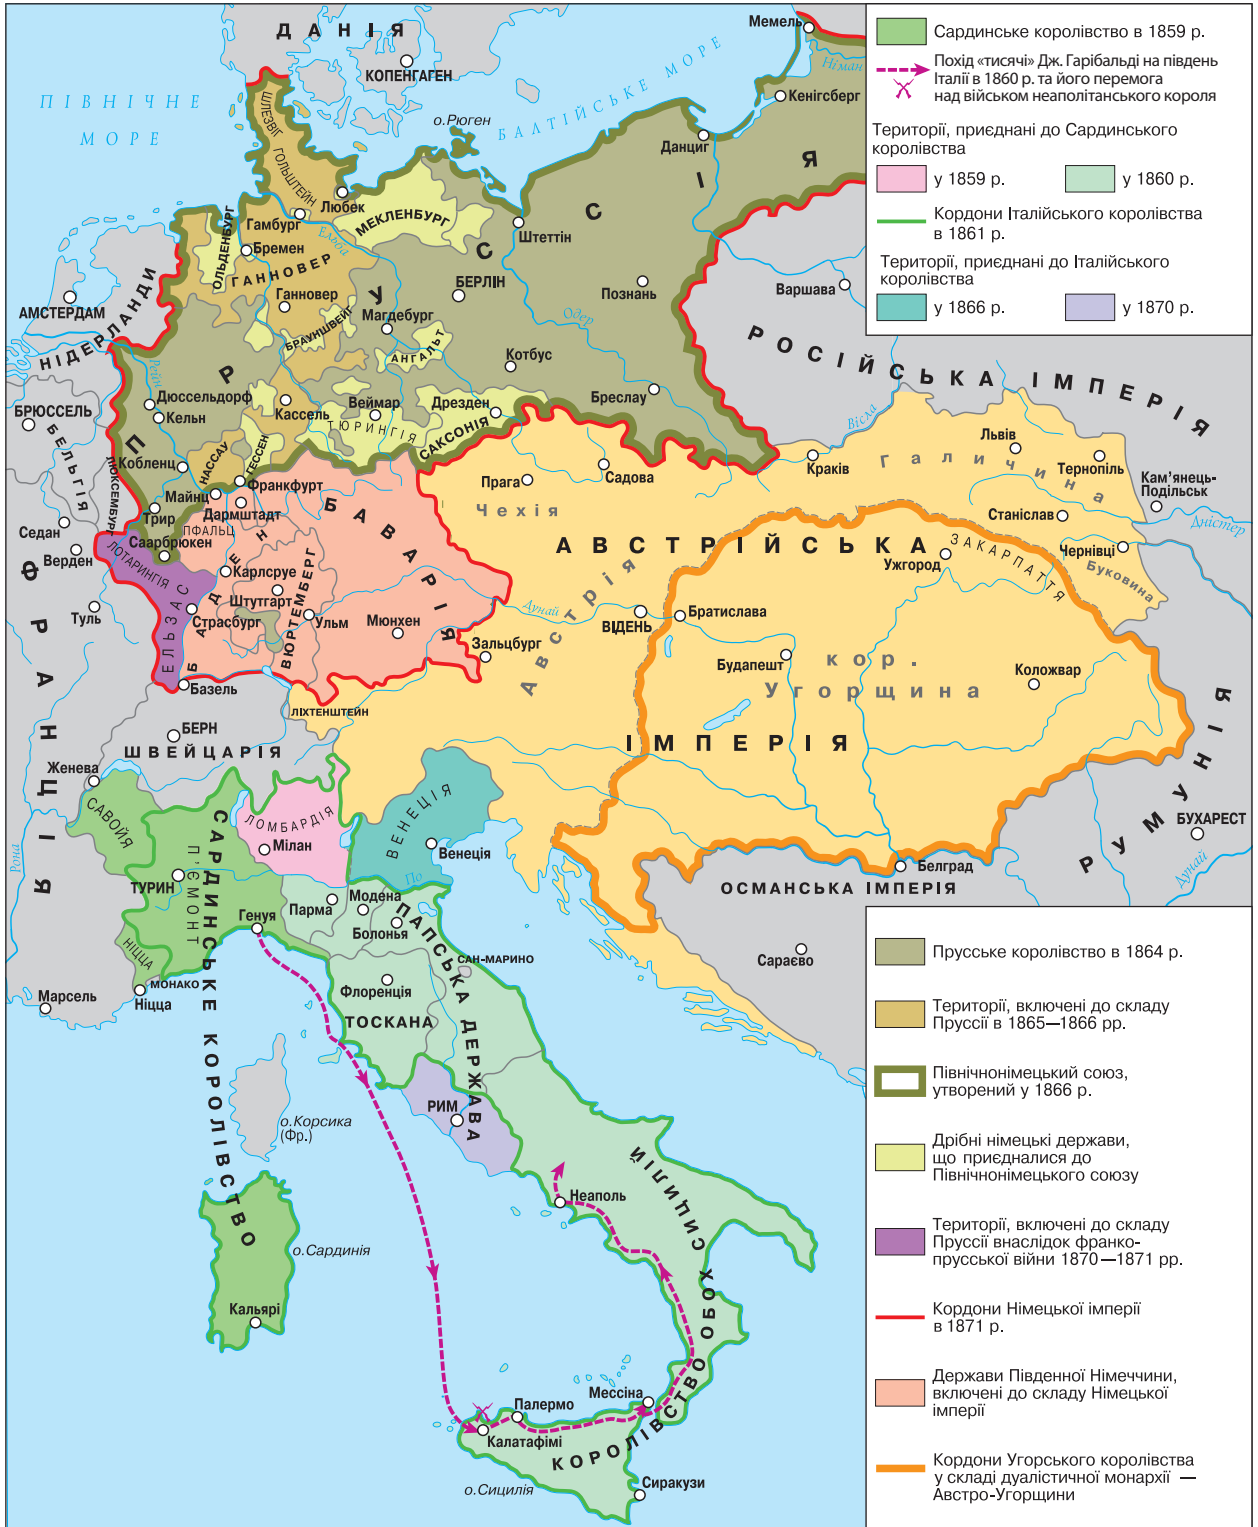 ДАНІЯ
КОПЕНГАГЕН
ПІВНІЧНЕ
МОРЕ
БАЛТІЙСЬКЕ МОРЕ
о.Рюген
Мемель
Німан
Кенігсберг
Данциг
ШЛЕЗВІГ
ГОЛЬШТЕЙН
Любек
Гамбург
Ельба
МЕКЛЕНБУРГ
Штеттін
ОЛЬДЕНБУРГ
Бремен
ГАННОВЕР
Ганновер
БЕРЛІН
Познань
Варшава
АМСТЕРДАМ
НІДЕРЛАНДИ
БРАУНШВЕЙГ
Магдебург
АНГАЛЬТ
Котбус
Одер
ПРУССІЯ
РОСІЙСЬКА ІМПЕРІЯ
Рейн
Дюссельдорф
Кельн
Кассель
Веймар
ТЮРИНГІЯ
Дрезден
САКСОНІЯ
Бреслау
Вісла
БРЮССЕЛЬ
БЕЛЬГІЯ
ЛЮКСЕМБУРГ
Кобленц
НАССАУ
ГЕССЕН
Франкфурт
Майнц
Дармштадт
Трир
ПФАЛЬЦ
Саарбрюкен
Седан
Верден
ЛОТАРИНГІЯ
ЕЛЬЗАС
Туль
Карлсруе
Штутгарт
Страсбург
БАДЕН
ВЮРТЕМБЕРГ
Ульм
Мюнхен
БАВАРІЯ
Базель
Прага
Чехія
Садова
Краків
Львів
Галичина
Тернопіль
Кам’янець-
Подільськ
Станіслав
Дністер
Чернівці
Буковина
АВСТРІЙСЬКА
ІМПЕРІЯ
ЗАКАРПАТТЯ
Ужгород
Австрія
Дунай
ВІДЕНЬ
Братислава
Зальцбург
Будапешт
кор.
Угорщина
Коложвар
ЛІХТЕНШТЕЙН
БЕРН
ШВЕЙЦАРІЯ
Женева
ФРАНЦІЯ
Рона
САВОЙЯ
П’ЄМОНТ
САРДИНСЬКЕ КОРОЛІВСТВО
ЛОМБАРДІЯ
Мілан
ВЕНЕЦІЯ
Венеція
По
ТУРИН
Генуя
Парма
Модена
Болонья
ПАПСЬКА ДЕРЖАВА
САН-МАРИНО
НІЦЦА
МОНАКО
Ніцца
Марсель
Флоренція
ТОСКАНА
РИМ
о.Корсика
(Фр.)
о.Сардинія
Кальярі
Неаполь
КОРОЛІВСТВО ОБОХ СИЦИЛІЙ
Мессіна
Палермо
Калатафімі
о.Сицилія
Сиракузи
Белград
ОСМАНСЬКА ІМПЕРІЯ
Сараєво
РУМУНІЯ
БУХАРЕСТ
Дунай
Сардинське королівство в 1859 р.
Похід «тисячі» Дж. Гарібальді на південь
Італії в 1860 р. та його перемога
над військом неаполітанського короля
Території, приєднані до Сардинського
королівства
у 1859 р.
у 1860 р.
Кордони Італійського королівства
в 1861 р.
Території, приєднані до Італійського
королівства
у 1866 р.
у 1870 р.
Прусське королівство в 1864 р.
Території, включені до складу
Пруссії в 1865—1866 рр.
Північнонімецький союз,
утворений у 1866 р.
Дрібні німецькі держави,
що приєдналися до
Північнонімецького союзу
Території, включені до складу
Пруссії внаслідок франко-
прусської війни 1870—1871 рр.
Кордони Німецької імперії
в 1871 р.
Держави Південної Німеччини,
включені до складу Німецької
імперії
Кордони Угорського королівства
у складі дуалістичної монархії —
Австро-Угорщини